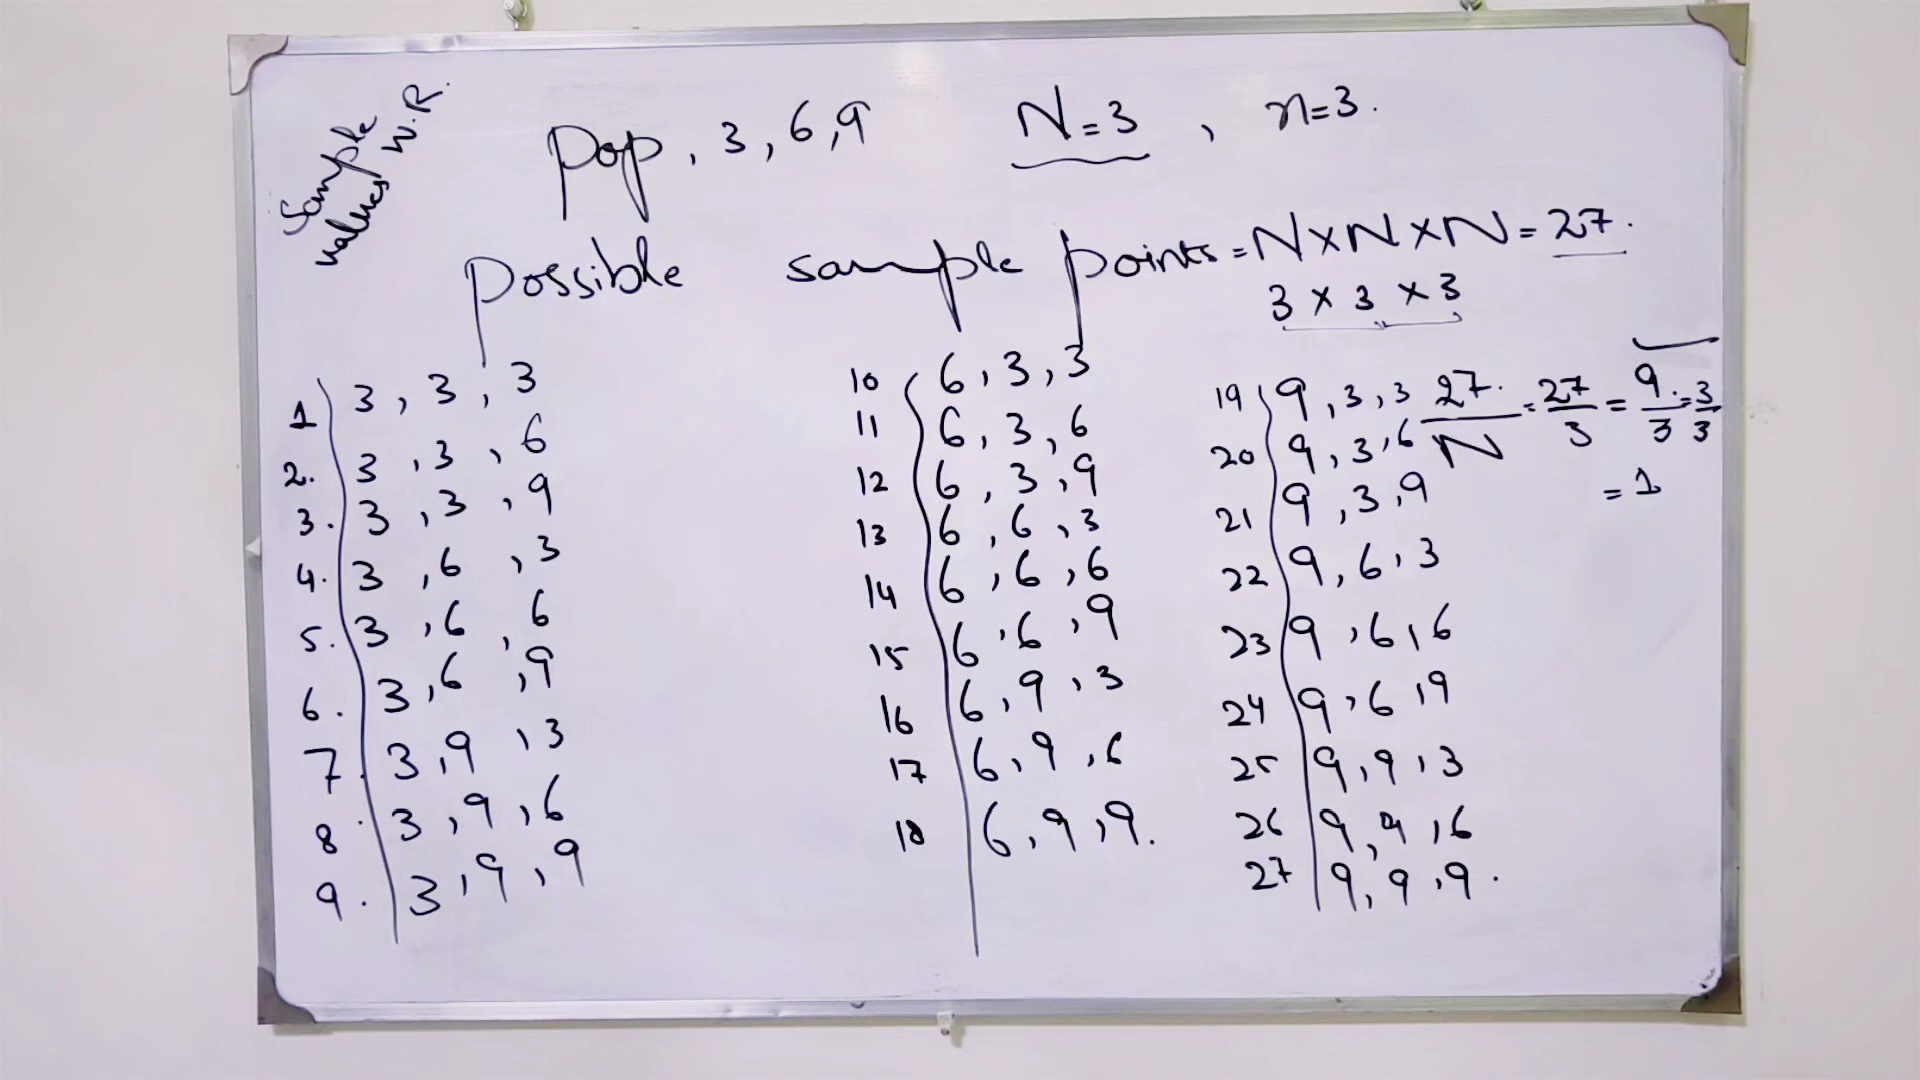 Sample
values W.R.
Pop, 3, 6, 9 N=3 , n=3.
Possible sample points = N×N×N = 27.
3 × 3 × 3
1 3, 3, 3
2. 3, 3, 6
3. 3, 3, 9
4. 3, 6, 3
5. 3, 6, 6
6. 3, 6, 9
7. 3, 9, 3
8. 3, 9, 6
9. 3, 9, 9
10 6, 3, 3
11 6, 3, 6
12 6, 3, 9
13 6, 6, 3
14 6, 6, 6
15 6, 6, 9
16 6, 9, 3
17 6, 9, 6
18 6, 9, 9.
19 9, 3, 3
20 9, 3, 6
21 9, 3, 9
22 9, 6, 3
23 9, 6, 6
24 9, 6, 9
25 9, 9, 3
26 9, 9, 6
27 9, 9, 9.
27./N = 27/3 = 9./3 = 3/3
= 1